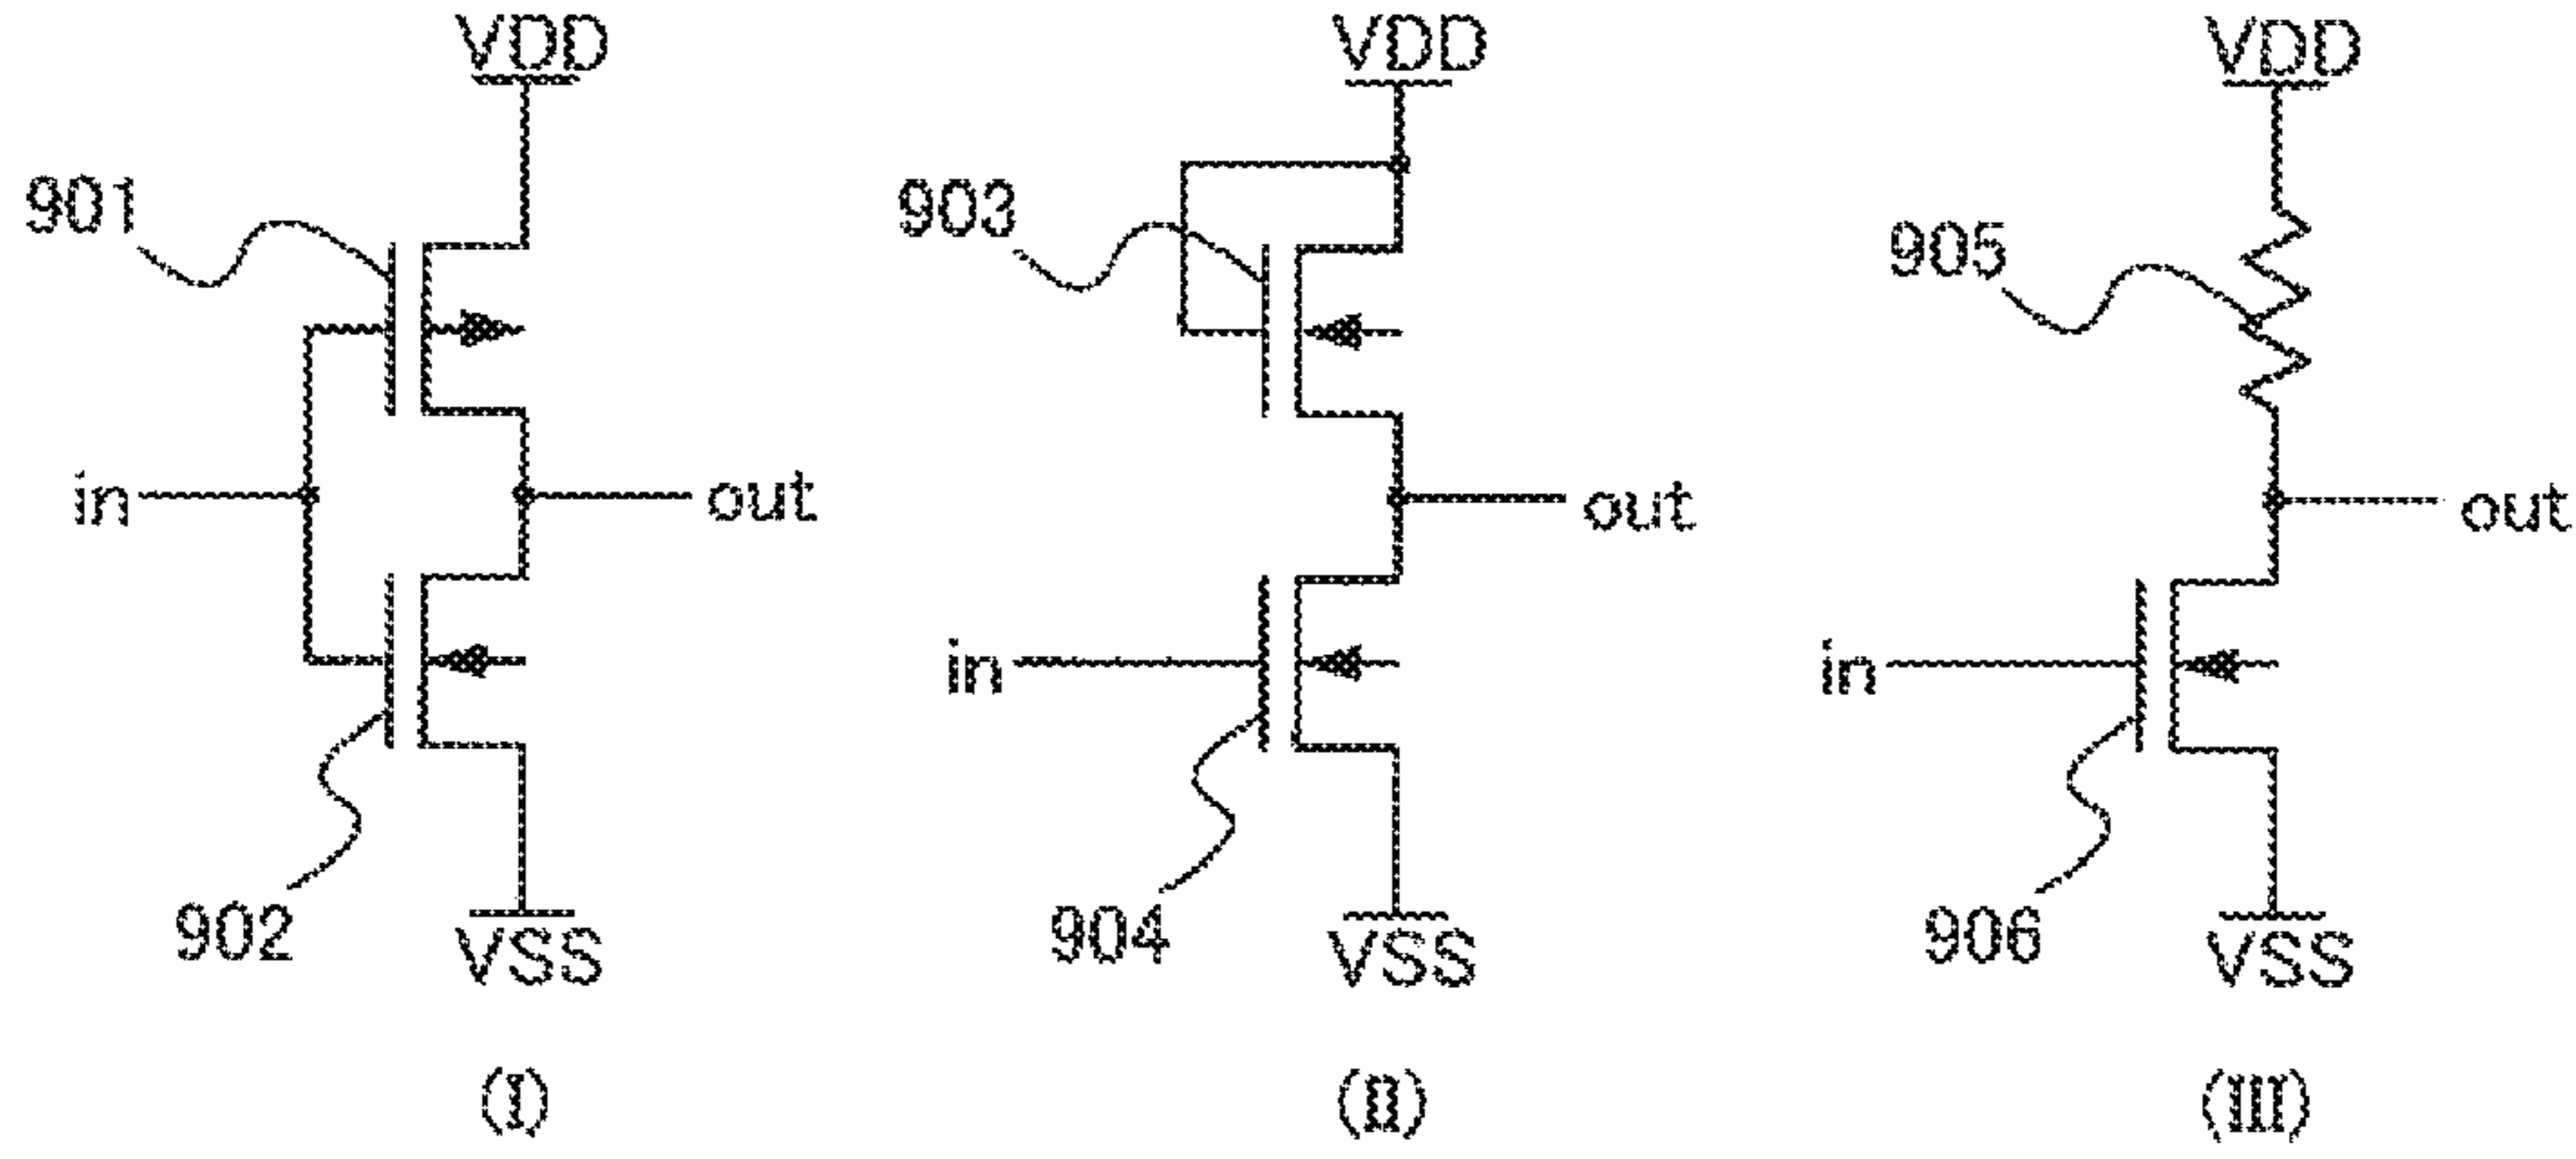 VDD
901
in
out
902
VSS
(I)
VDD
903
out
in
904
VSS
(II)
VDD
905
out
in
906
VSS
(III)